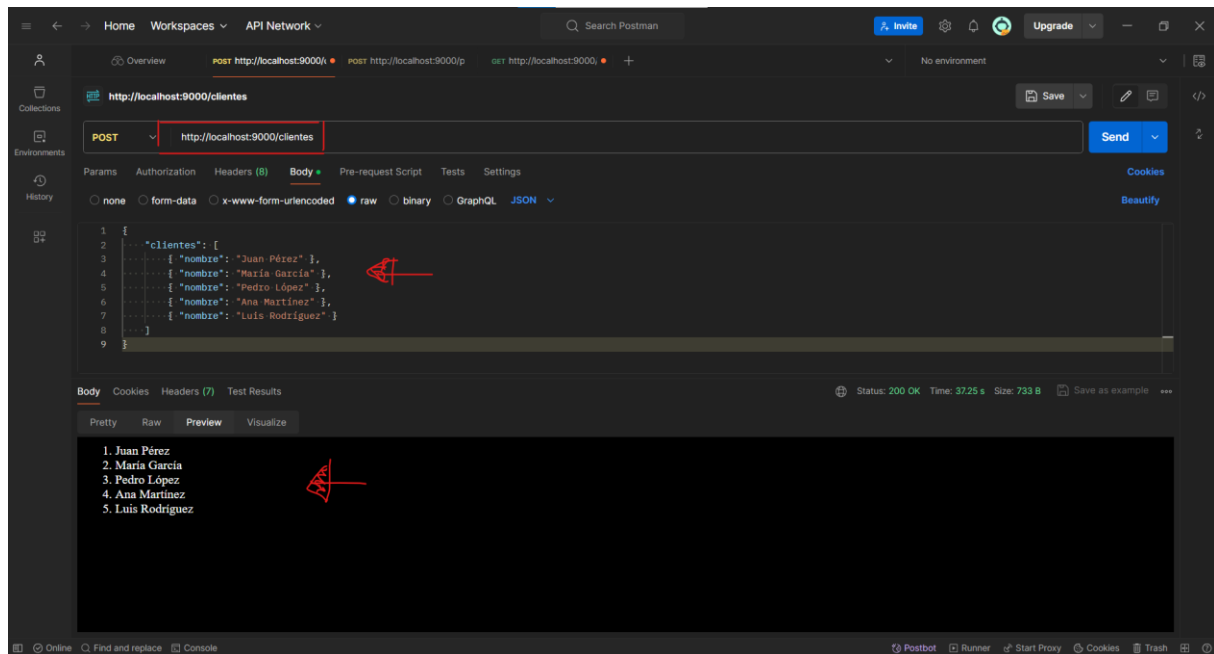 Home Workspaces API Network Search Postman Invite Upgrade
Overview POST http://localhost:9000/c POST http://localhost:9000/p GET http://localhost:9000/ No environment
http://localhost:9000/clientes Save
Collections
POST http://localhost:9000/clientes Send
Environments
Params Authorization Headers (8) Body Pre-request Script Tests Settings Cookies
History
none form-data x-www-form-urlencoded raw binary GraphQL JSON Beautify
1 {
2 "clientes": [
3 { "nombre": "Juan Pérez" },
4 { "nombre": "María García" },
5 { "nombre": "Pedro López" },
6 { "nombre": "Ana Martínez" },
7 { "nombre": "Luis Rodríguez" }
8 ]
9 }
Body Cookies Headers (7) Test Results Status: 200 OK Time: 37.25 s Size: 733 B Save as example
Pretty Raw Preview Visualize
1. Juan Pérez
2. María García
3. Pedro López
4. Ana Martínez
5. Luis Rodríguez
Online Find and replace Console Postbot Runner Start Proxy Cookies Trash